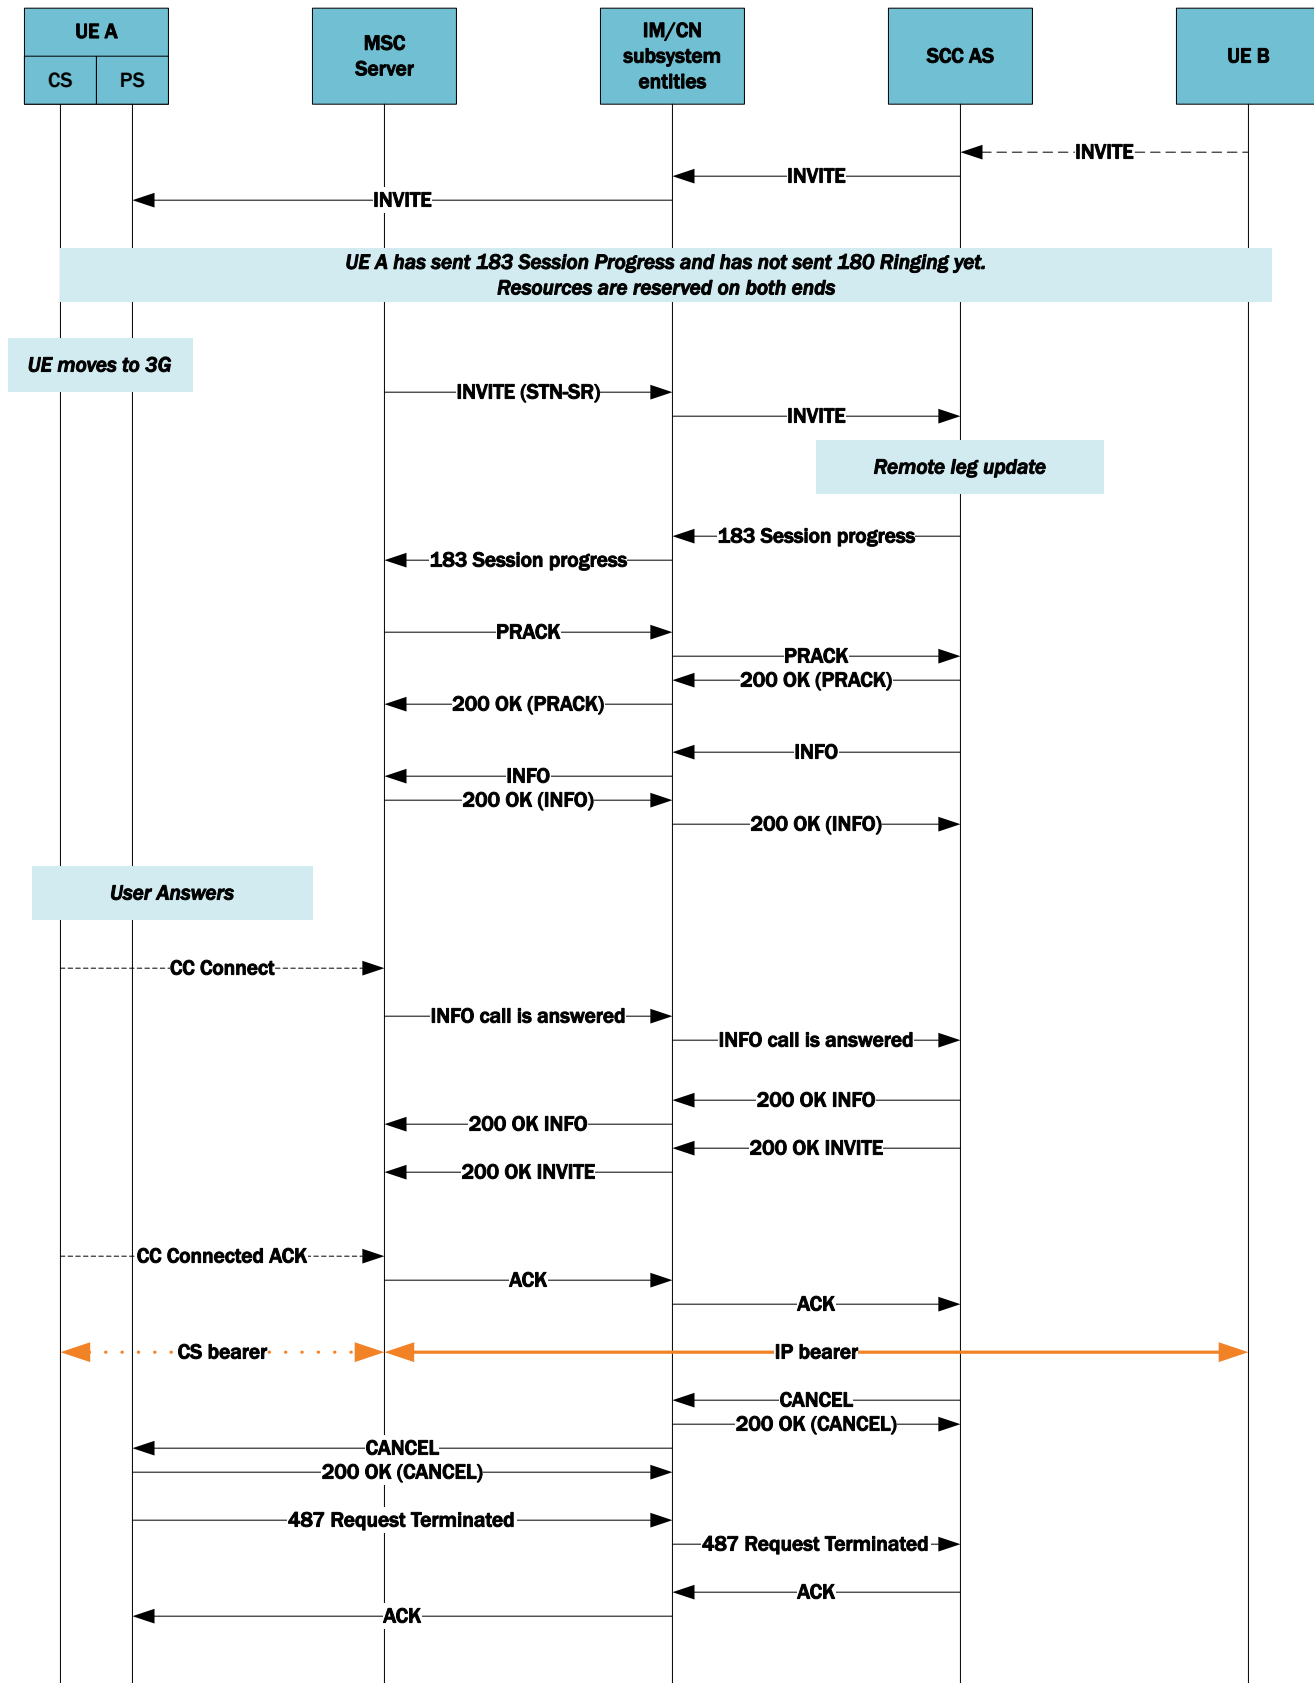 UE A
CS
PS
MSC
Server
IM/CN
subsystem
entities
SCC AS
UE B
INVITE
INVITE
INVITE
UE A has sent 183 Session Progress and has not sent 180 Ringing yet.
Resources are reserved on both ends
UE moves to 3G
INVITE (STN-SR)
INVITE
Remote leg update
183 Session progress
183 Session progress
PRACK
PRACK
200 OK (PRACK)
200 OK (PRACK)
INFO
INFO
200 OK (INFO)
200 OK (INFO)
User Answers
CC Connect
INFO call is answered
INFO call is answered
200 OK INFO
200 OK INFO
200 OK INVITE
200 OK INVITE
CC Connected ACK
ACK
ACK
CS bearer
IP bearer
CANCEL
200 OK (CANCEL)
CANCEL
200 OK (CANCEL)
487 Request Terminated
487 Request Terminated
ACK
ACK